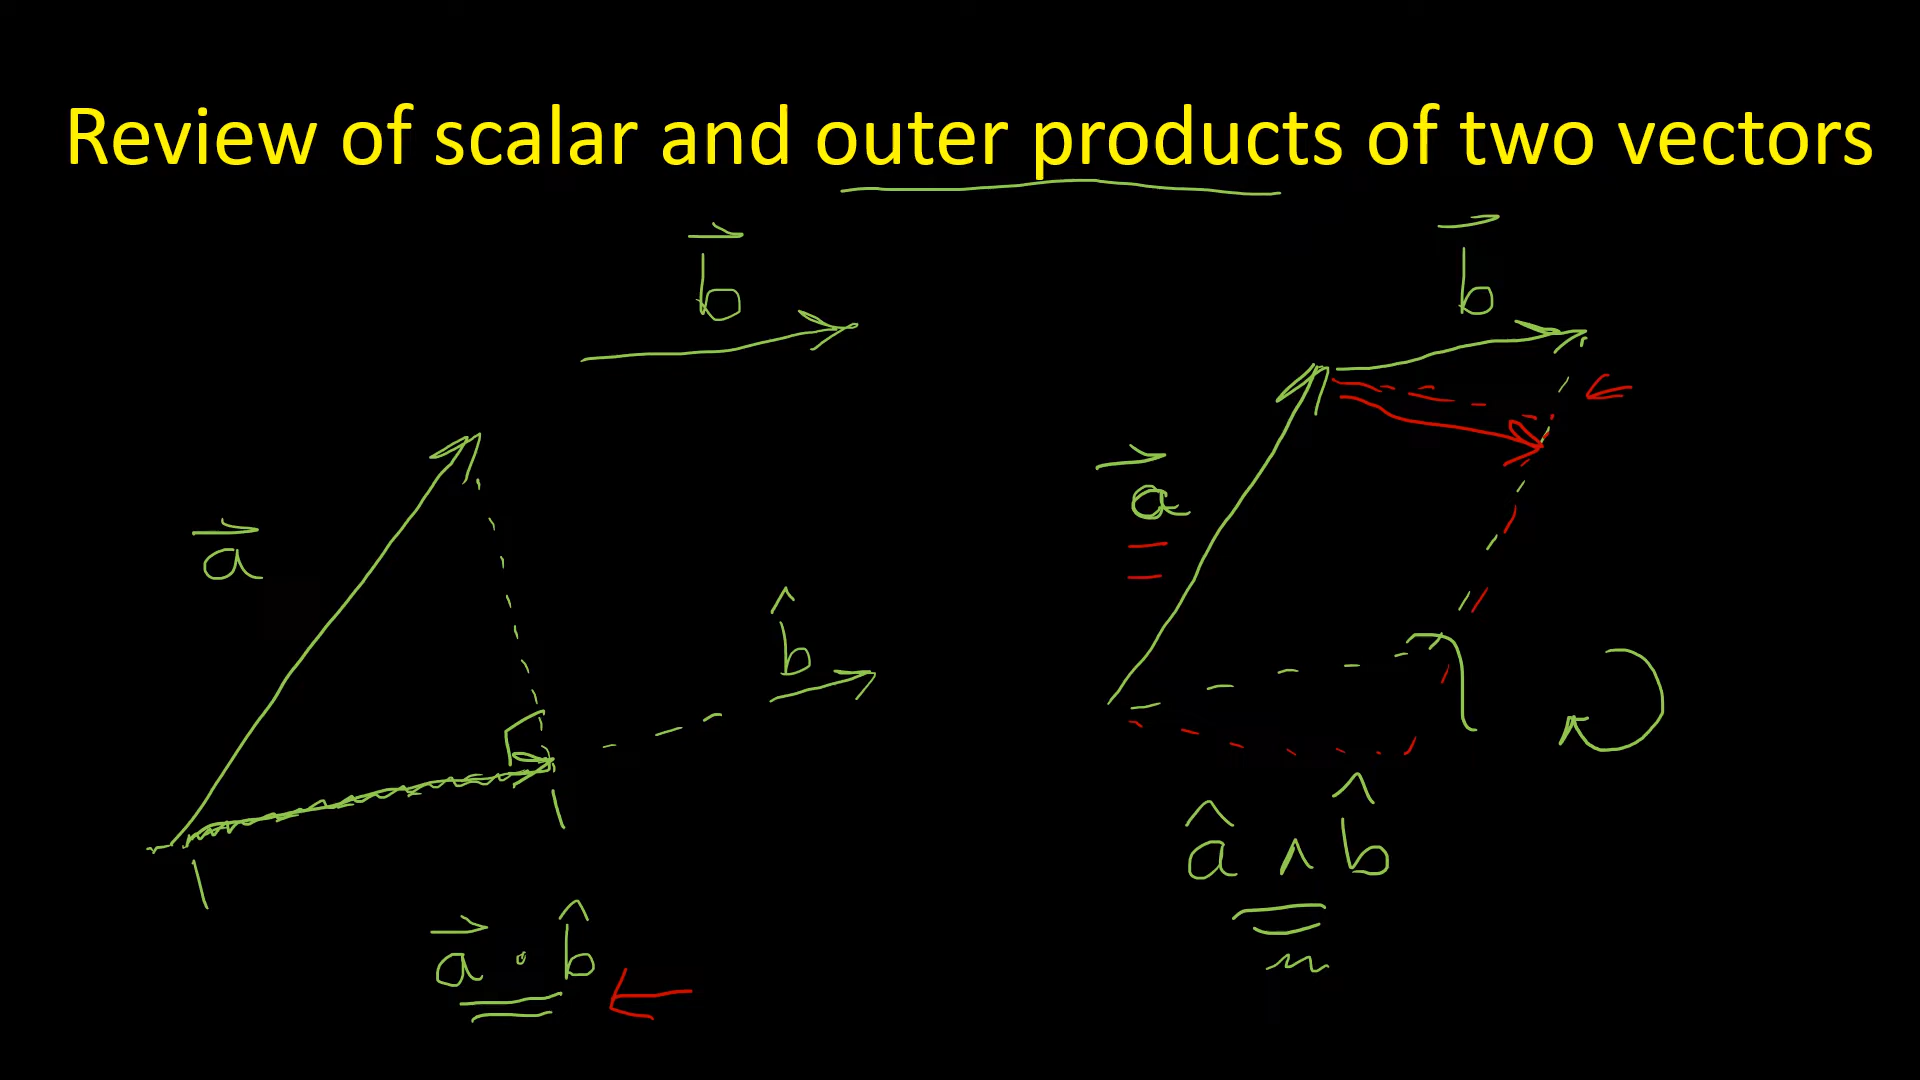 Review of scalar and outer products of two vectors
b⃗
b⃗
a⃗
a⃗
b̂
â ∧ b̂
a⃗ · b̂